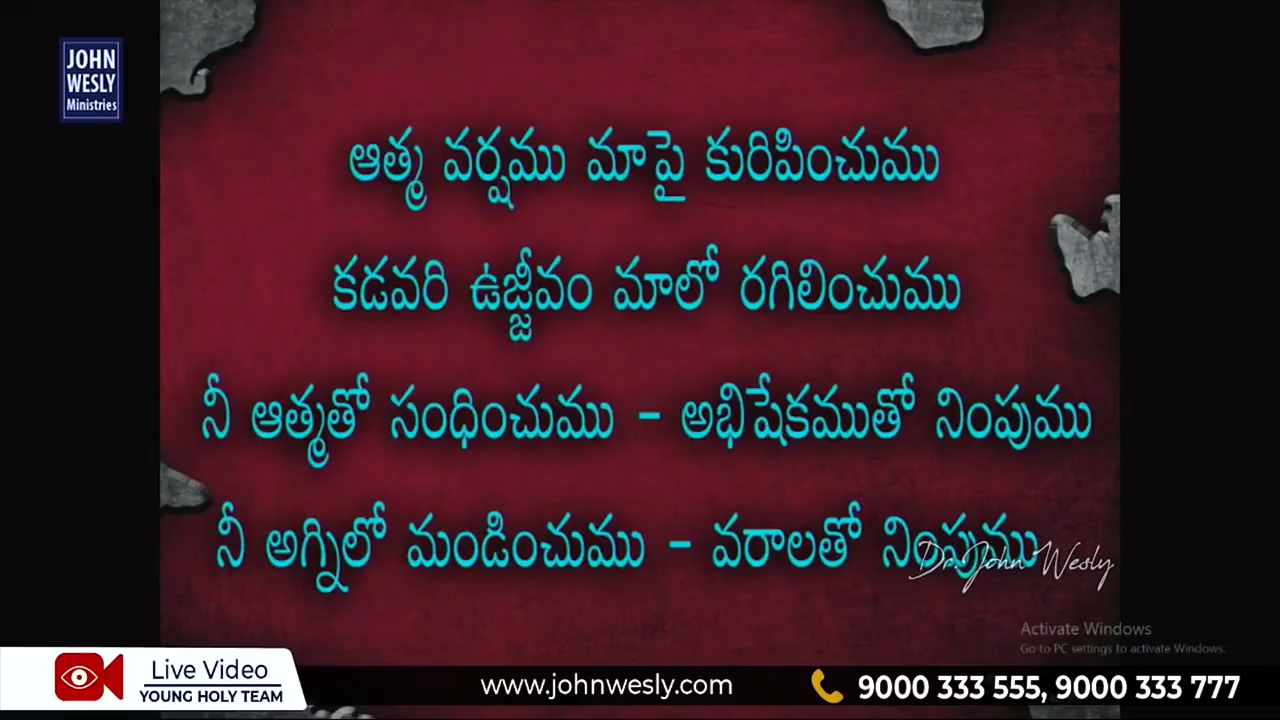 JOHN
WESLY
Ministries
ఆత్మ వర్షము మాపై కురిపించుము
కడవరి ఉజ్జీవం మాలో రగిలించుము
నీ ఆత్మతో సంధించుము - అభిషేకముతో నింపుము
నీ అగ్నిలో మండించుము - వరాలతో నింపుము
Dr. John Wesly
Activate Windows
Go to PC settings to activate Windows.
Live Video
YOUNG HOLY TEAM
www.johnwesly.com
9000 333 555, 9000 333 777